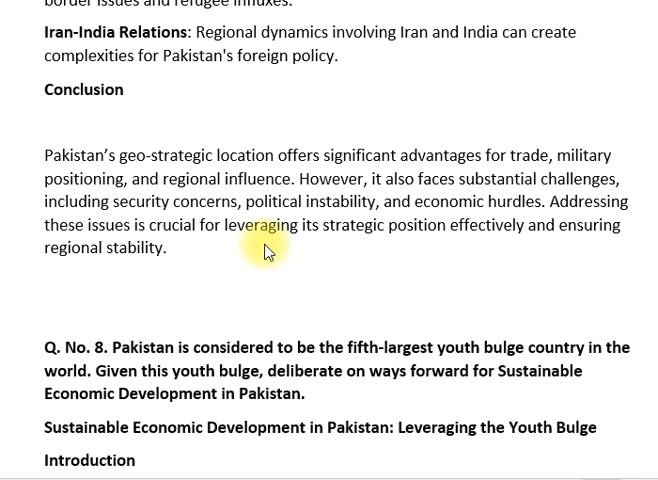 border issues and refugee influxes.
Iran-India Relations: Regional dynamics involving Iran and India can create
complexities for Pakistan's foreign policy.
Conclusion
Pakistan’s geo-strategic location offers significant advantages for trade, military
positioning, and regional influence. However, it also faces substantial challenges,
including security concerns, political instability, and economic hurdles. Addressing
these issues is crucial for leveraging its strategic position effectively and ensuring
regional stability.
Q. No. 8. Pakistan is considered to be the fifth-largest youth bulge country in the
world. Given this youth bulge, deliberate on ways forward for Sustainable
Economic Development in Pakistan.
Sustainable Economic Development in Pakistan: Leveraging the Youth Bulge
Introduction